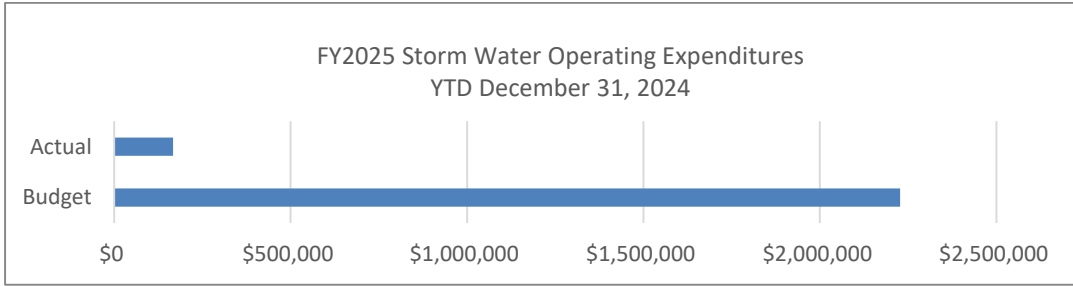 FY2025 Storm Water Operating Expenditures
YTD December 31, 2024
Actual
Budget
$0 $500,000 $1,000,000 $1,500,000 $2,000,000 $2,500,000